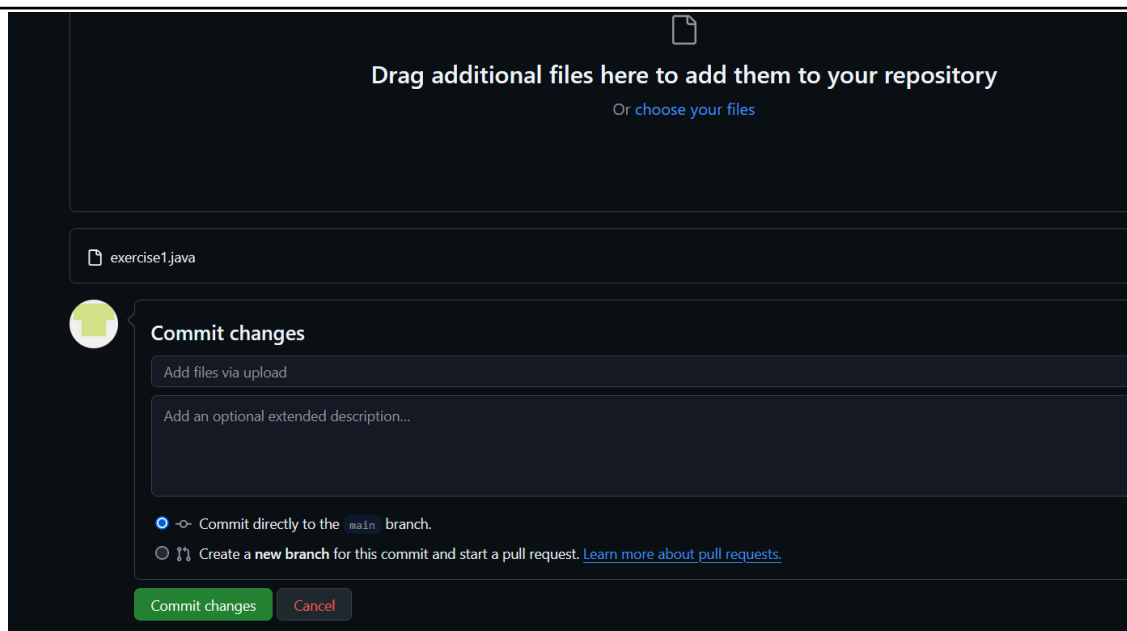 Drag additional files here to add them to your repository
Or choose your files
exercise1.java
Commit changes
Add files via upload
Add an optional extended description...
Commit directly to the main branch.
Create a new branch for this commit and start a pull request. Learn more about pull requests.
Commit changes Cancel